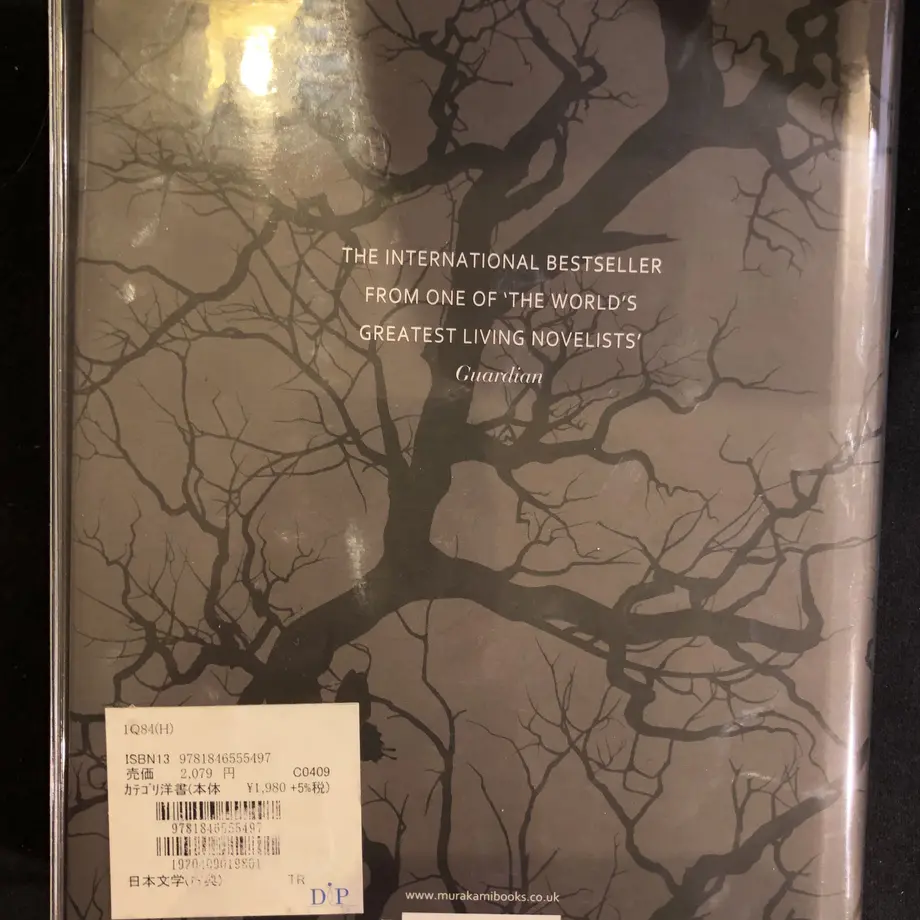 THE INTERNATIONAL BESTSELLER
FROM ONE OF 'THE WORLD'S
GREATEST LIVING NOVELISTS'
Guardian
1Q84(H)
ISBN13 9781846555497
売価 2,079 円 C0409
カテゴリ洋書(本体 ¥1,980 +5%税)
9781846555497
日本文学 TR
DIP
www.murakamibooks.co.uk